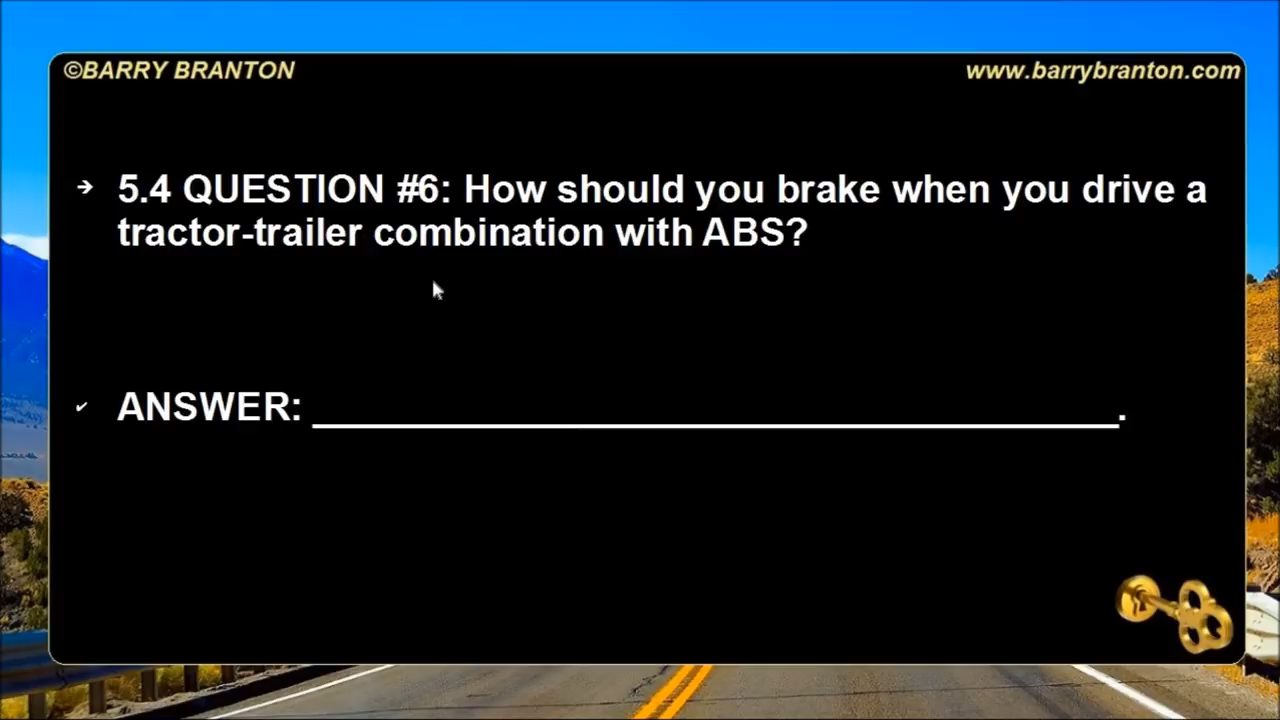 ©BARRY BRANTON
www.barrybranton.com
5.4 QUESTION #6: How should you brake when you drive a
tractor-trailer combination with ABS?
ANSWER: ______________________________________.